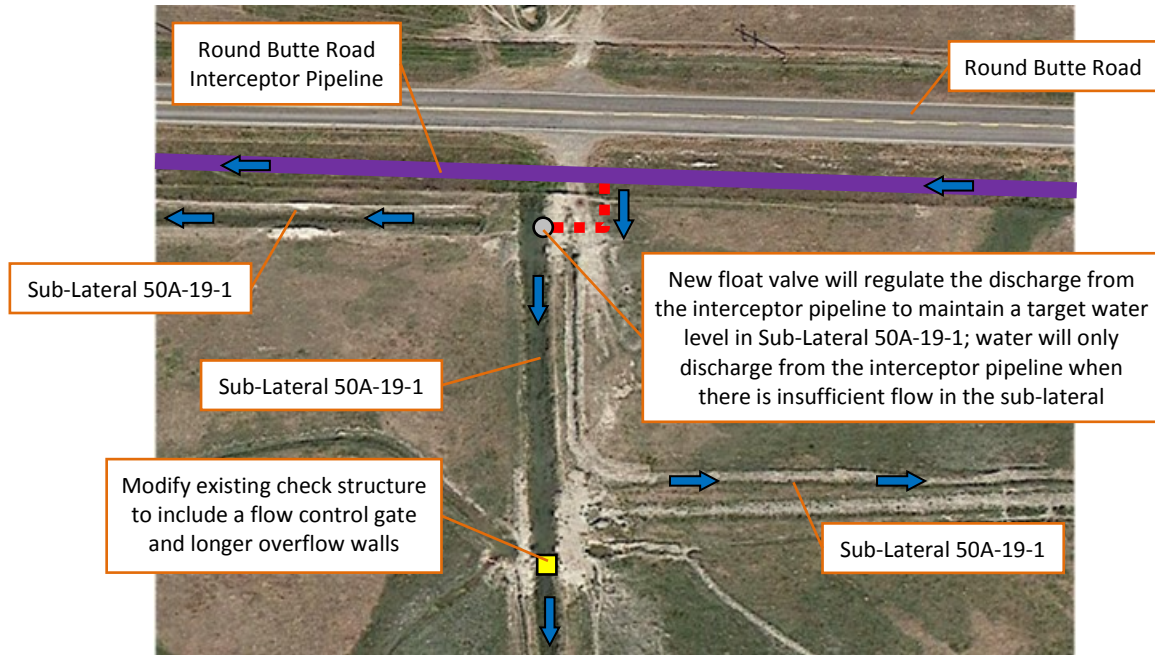 Round Butte Road
Interceptor Pipeline
Round Butte Road
Sub-Lateral 50A-19-1
New float valve will regulate the discharge from
the interceptor pipeline to maintain a target water
level in Sub-Lateral 50A-19-1; water will only
discharge from the interceptor pipeline when
there is insufficient flow in the sub-lateral
Sub-Lateral 50A-19-1
Modify existing check structure
to include a flow control gate
and longer overflow walls
Sub-Lateral 50A-19-1